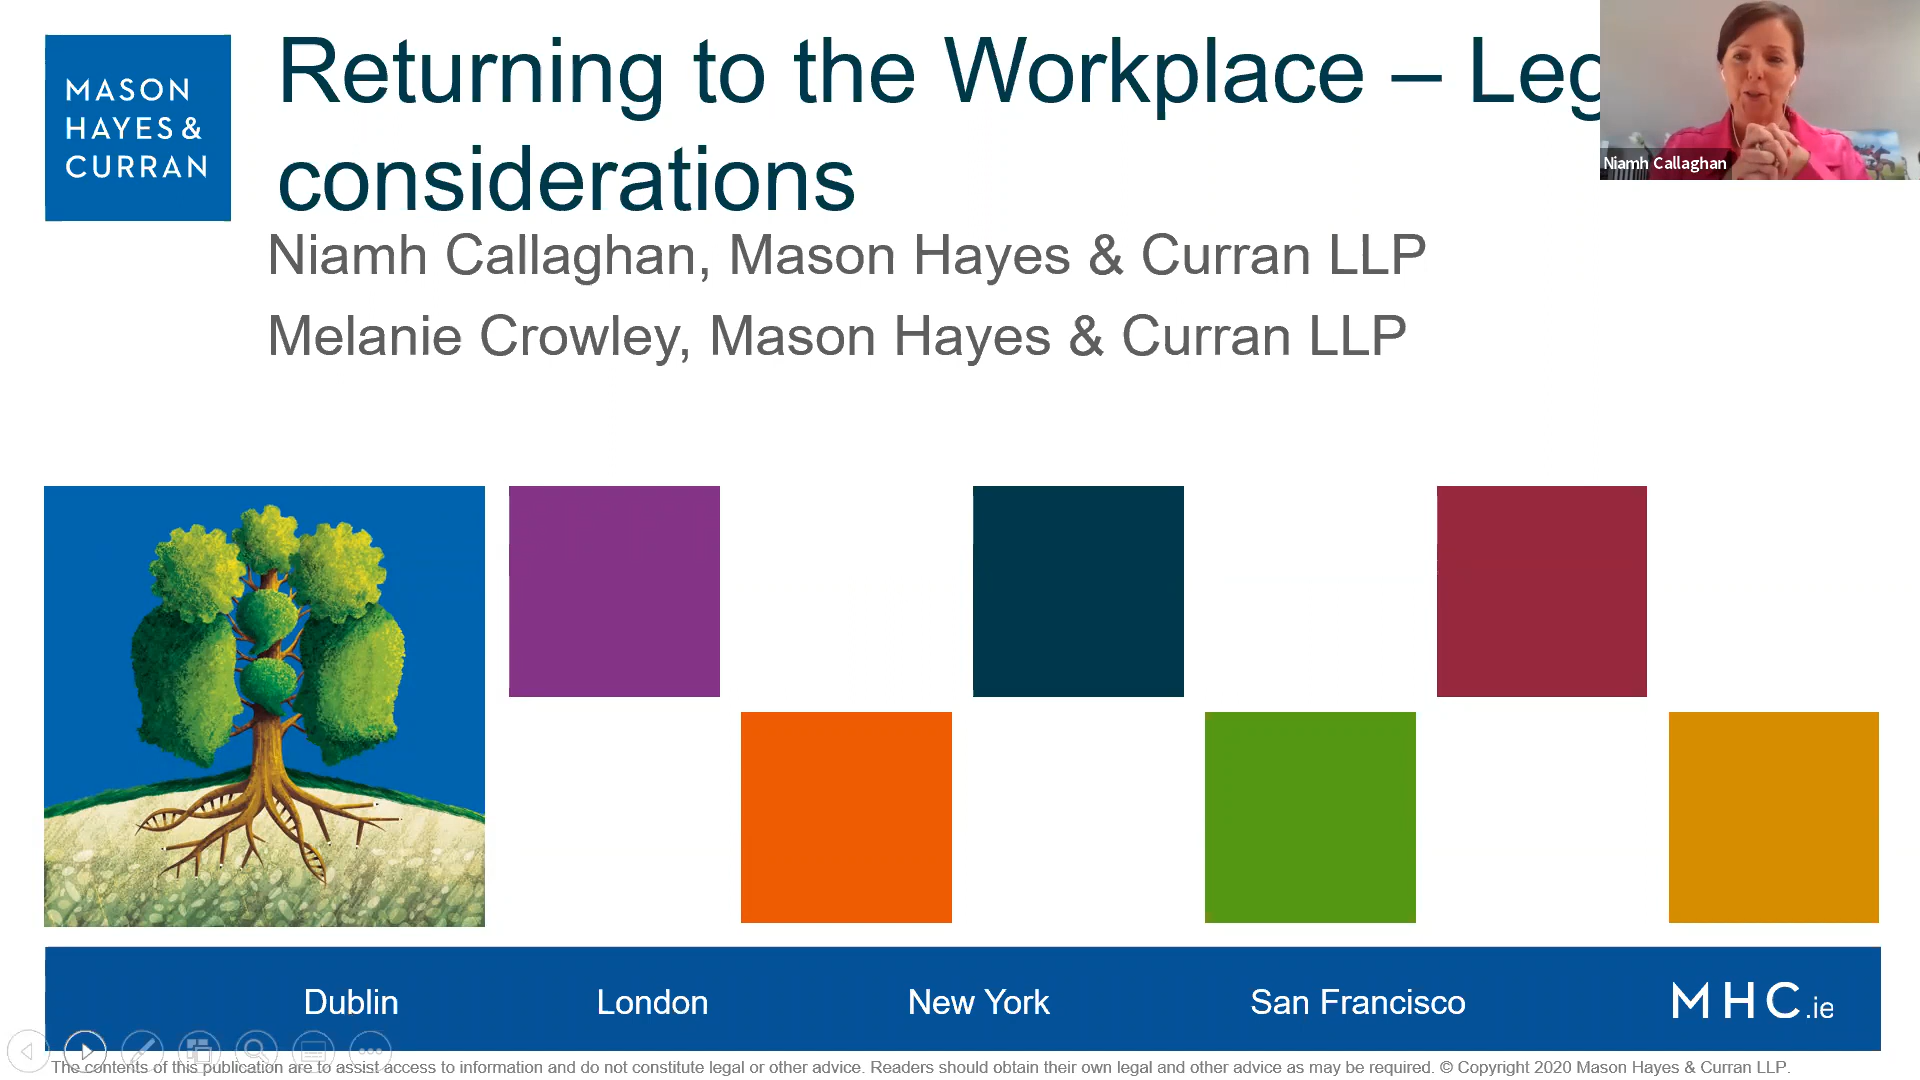 MASON
HAYES &
CURRAN
Returning to the Workplace – Leg
considerations
Niamh Callaghan
Niamh Callaghan, Mason Hayes & Curran LLP
Melanie Crowley, Mason Hayes & Curran LLP
Dublin London New York San Francisco MHC.ie
The contents of this publication are to assist access to information and do not constitute legal or other advice. Readers should obtain their own legal and other advice as may be required. © Copyright 2020 Mason Hayes & Curran LLP.